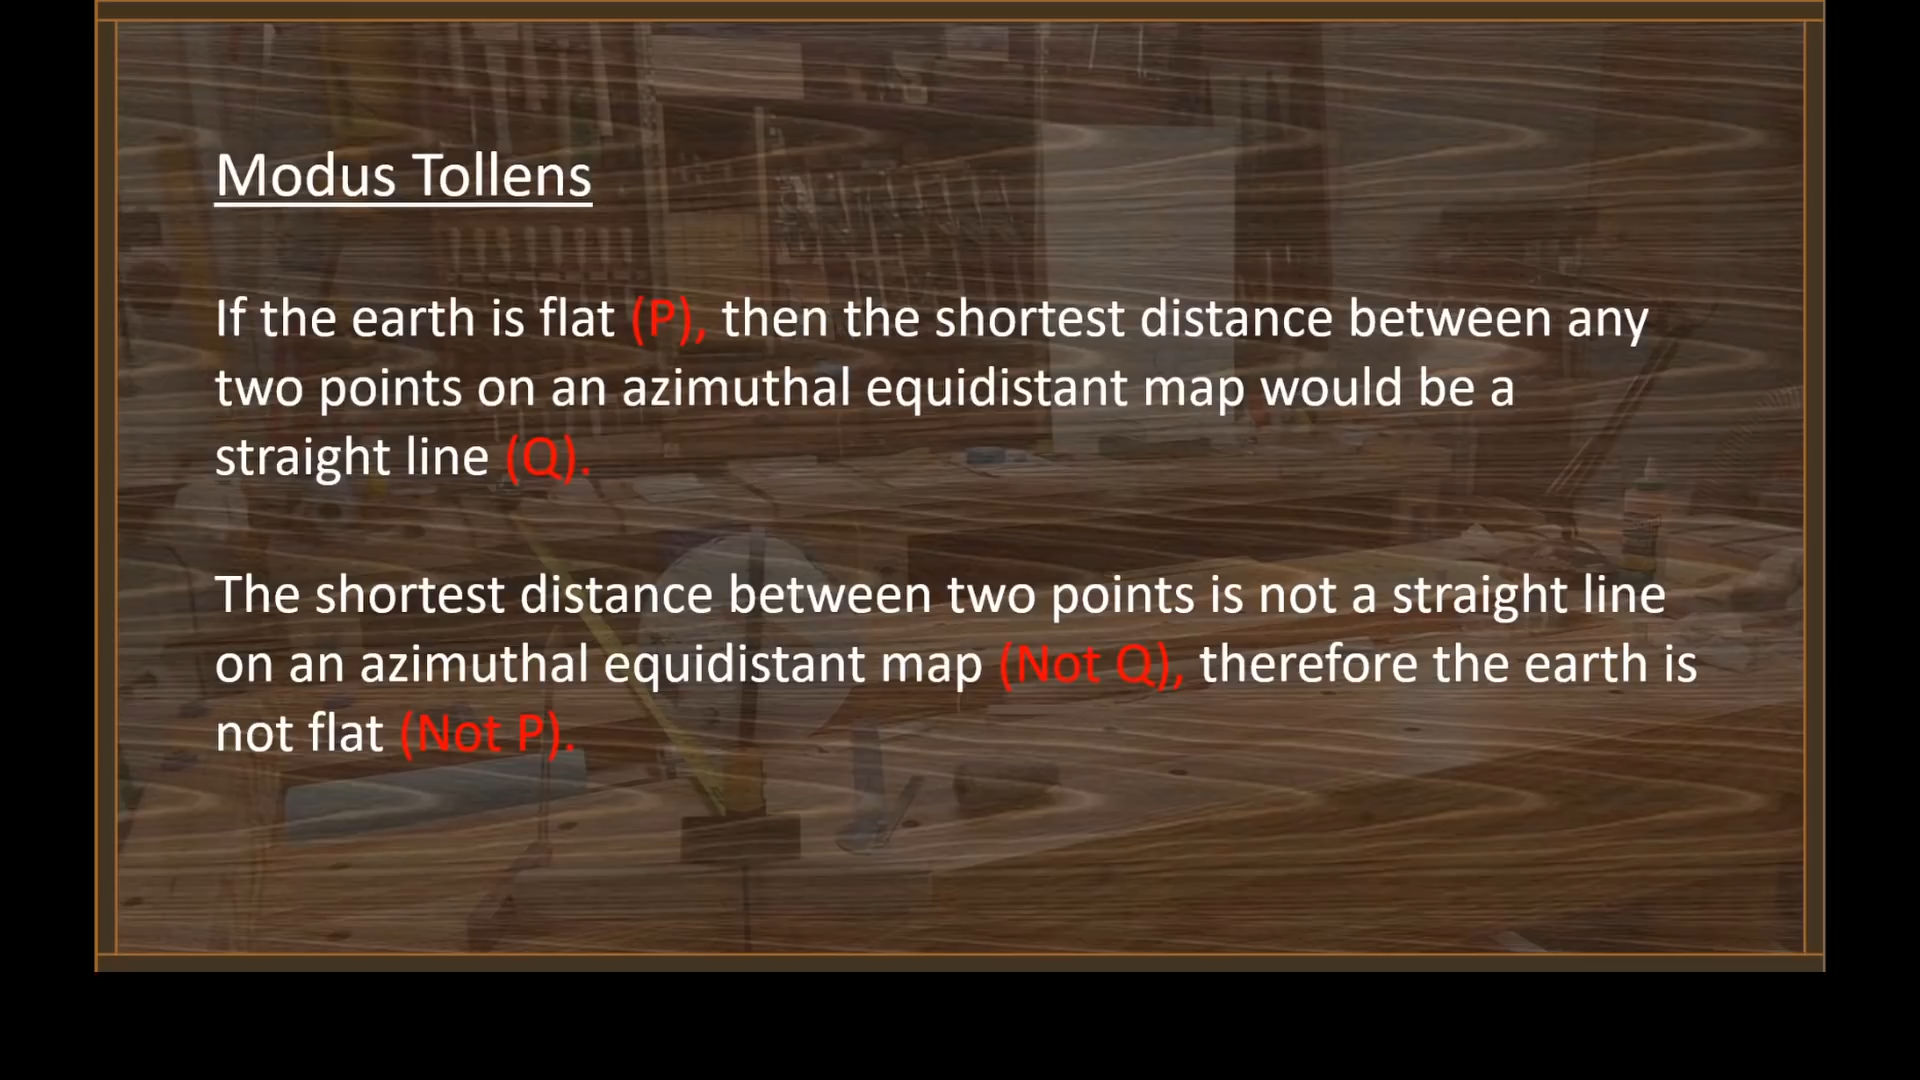 Modus Tollens
If the earth is flat (P), then the shortest distance between any
two points on an azimuthal equidistant map would be a
straight line (Q).
The shortest distance between two points is not a straight line
on an azimuthal equidistant map (Not Q), therefore the earth is
not flat (Not P).